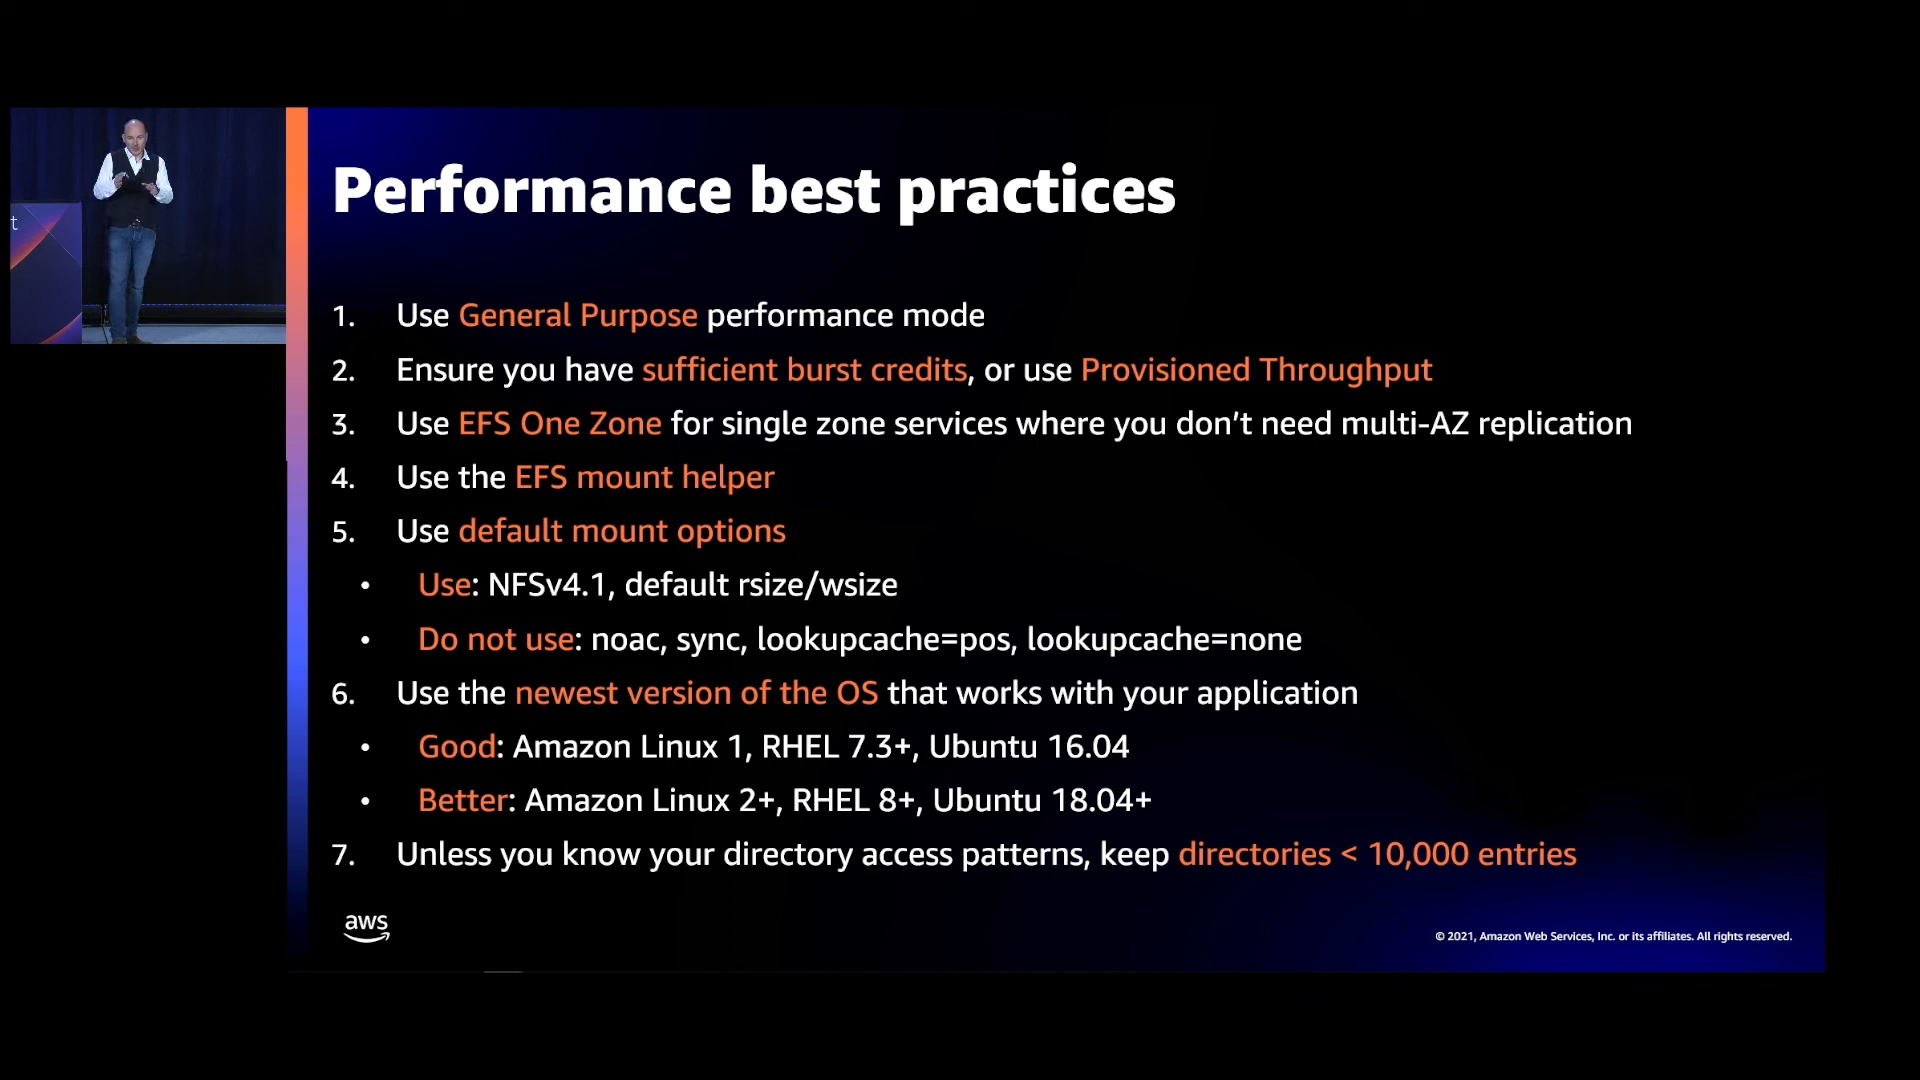 t
Performance best practices
1. Use General Purpose performance mode
2. Ensure you have sufficient burst credits, or use Provisioned Throughput
3. Use EFS One Zone for single zone services where you don’t need multi-AZ replication
4. Use the EFS mount helper
5. Use default mount options
• Use: NFSv4.1, default rsize/wsize
• Do not use: noac, sync, lookupcache=pos, lookupcache=none
6. Use the newest version of the OS that works with your application
• Good: Amazon Linux 1, RHEL 7.3+, Ubuntu 16.04
• Better: Amazon Linux 2+, RHEL 8+, Ubuntu 18.04+
7. Unless you know your directory access patterns, keep directories < 10,000 entries
aws
© 2021, Amazon Web Services, Inc. or its affiliates. All rights reserved.